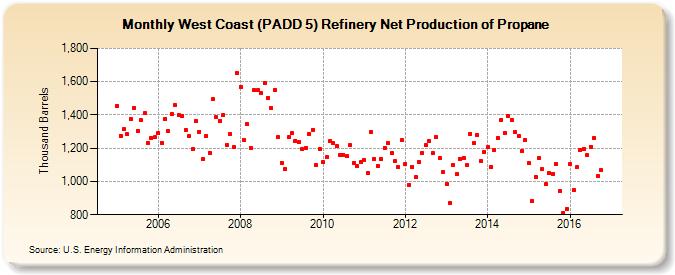 Monthly West Coast (PADD 5) Refinery Net Production of Propane
Thousand Barrels
1,800
1,600
1,400
1,200
1,000
800
2006 2008 2010 2012 2014 2016
Source: U.S. Energy Information Administration